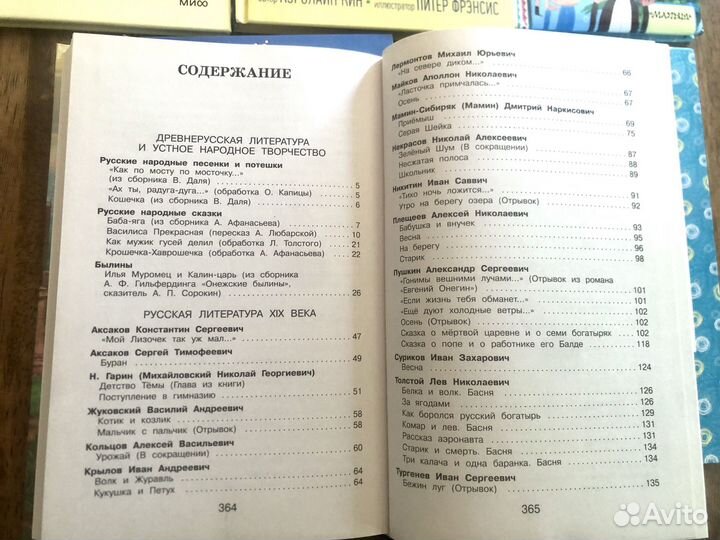 МИФ
КЭРОЛАЙН КИН • иллюстратор ПИТЕР ФРЭНСИС
СОДЕРЖАНИЕ
ДРЕВНЕРУССКАЯ ЛИТЕРАТУРА
И УСТНОЕ НАРОДНОЕ ТВОРЧЕСТВО
Русские народные песенки и потешки
"Как по мосту по мосточку..."
(из сборника В. Даля) 5
"Ах ты, радуга-дуга..." (обработка О. Капицы) 5
Кошечка (из сборника В. Даля) 6
Русские народные сказки
Баба-яга (из сборника А. Афанасьева) 7
Василиса Прекрасная (пересказ А. Любарской) 10
Как мужик гусей делил (обработка Л. Толстого) 21
Крошечка-Хаврошечка (обработка А. Афанасьева) 22
Былины
Илья Муромец и Калин-царь (из сборника
А. Ф. Гильфердинга «Онежские былины»,
сказитель А. П. Сорокин) 26
РУССКАЯ ЛИТЕРАТУРА XIX ВЕКА
Аксаков Константин Сергеевич
"Мой Лизочек так уж мал..." 47
Аксаков Сергей Тимофеевич
Буран 49
Н. Гарин (Михайловский Николай Георгиевич)
Детство Тёмы (Глава из книги)
Поступление в гимназию 51
Жуковский Василий Андреевич
Котик и козлик 58
Мальчик с пальчик (Отрывок) 58
Кольцов Алексей Васильевич
Урожай (В сокращении) 60
Крылов Иван Андреевич
Волк и Журавль 64
Кукушка и Петух 64
364
Лермонтов Михаил Юрьевич
"На севере диком..." 66
Майков Аполлон Николаевич
"Ласточка примчалась..." 67
Осень 67
Мамин-Сибиряк (Мамин) Дмитрий Наркисович
Приёмыш 69
Серая Шейка 75
Некрасов Николай Алексеевич
Зелёный Шум (В сокращении) 87
Несжатая полоса 88
Школьник 89
Никитин Иван Саввич
"Тихо ночь ложится..." 91
Утро на берегу озера (Отрывок) 92
Плещеев Алексей Николаевич
Бабушка и внучек 93
Весна 95
На берегу 96
Старик 98
Пушкин Александр Сергеевич
«Гонимы вешними лучами...» (Отрывок из романа
«Евгений Онегин») 101
«Если жизнь тебя обманет...» 101
«Ещё дуют холодные ветры...» 102
Осень (Отрывок) 102
Сказка о мёртвой царевне и о семи богатырях 102
Сказка о попе и о работнике его Балде 118
Суриков Иван Захарович
Весна 124
Толстой Лев Николаевич
Белка и волк. Басня 126
За ягодами 126
Как боролся русский богатырь 129
Комар и лев. Басня 131
Рассказ аэронавта 131
Старик и смерть. Басня 134
Три калача и одна баранка. Басня 134
Тургенев Иван Сергеевич
Бежин луг (Отрывок) 135
365
Avito